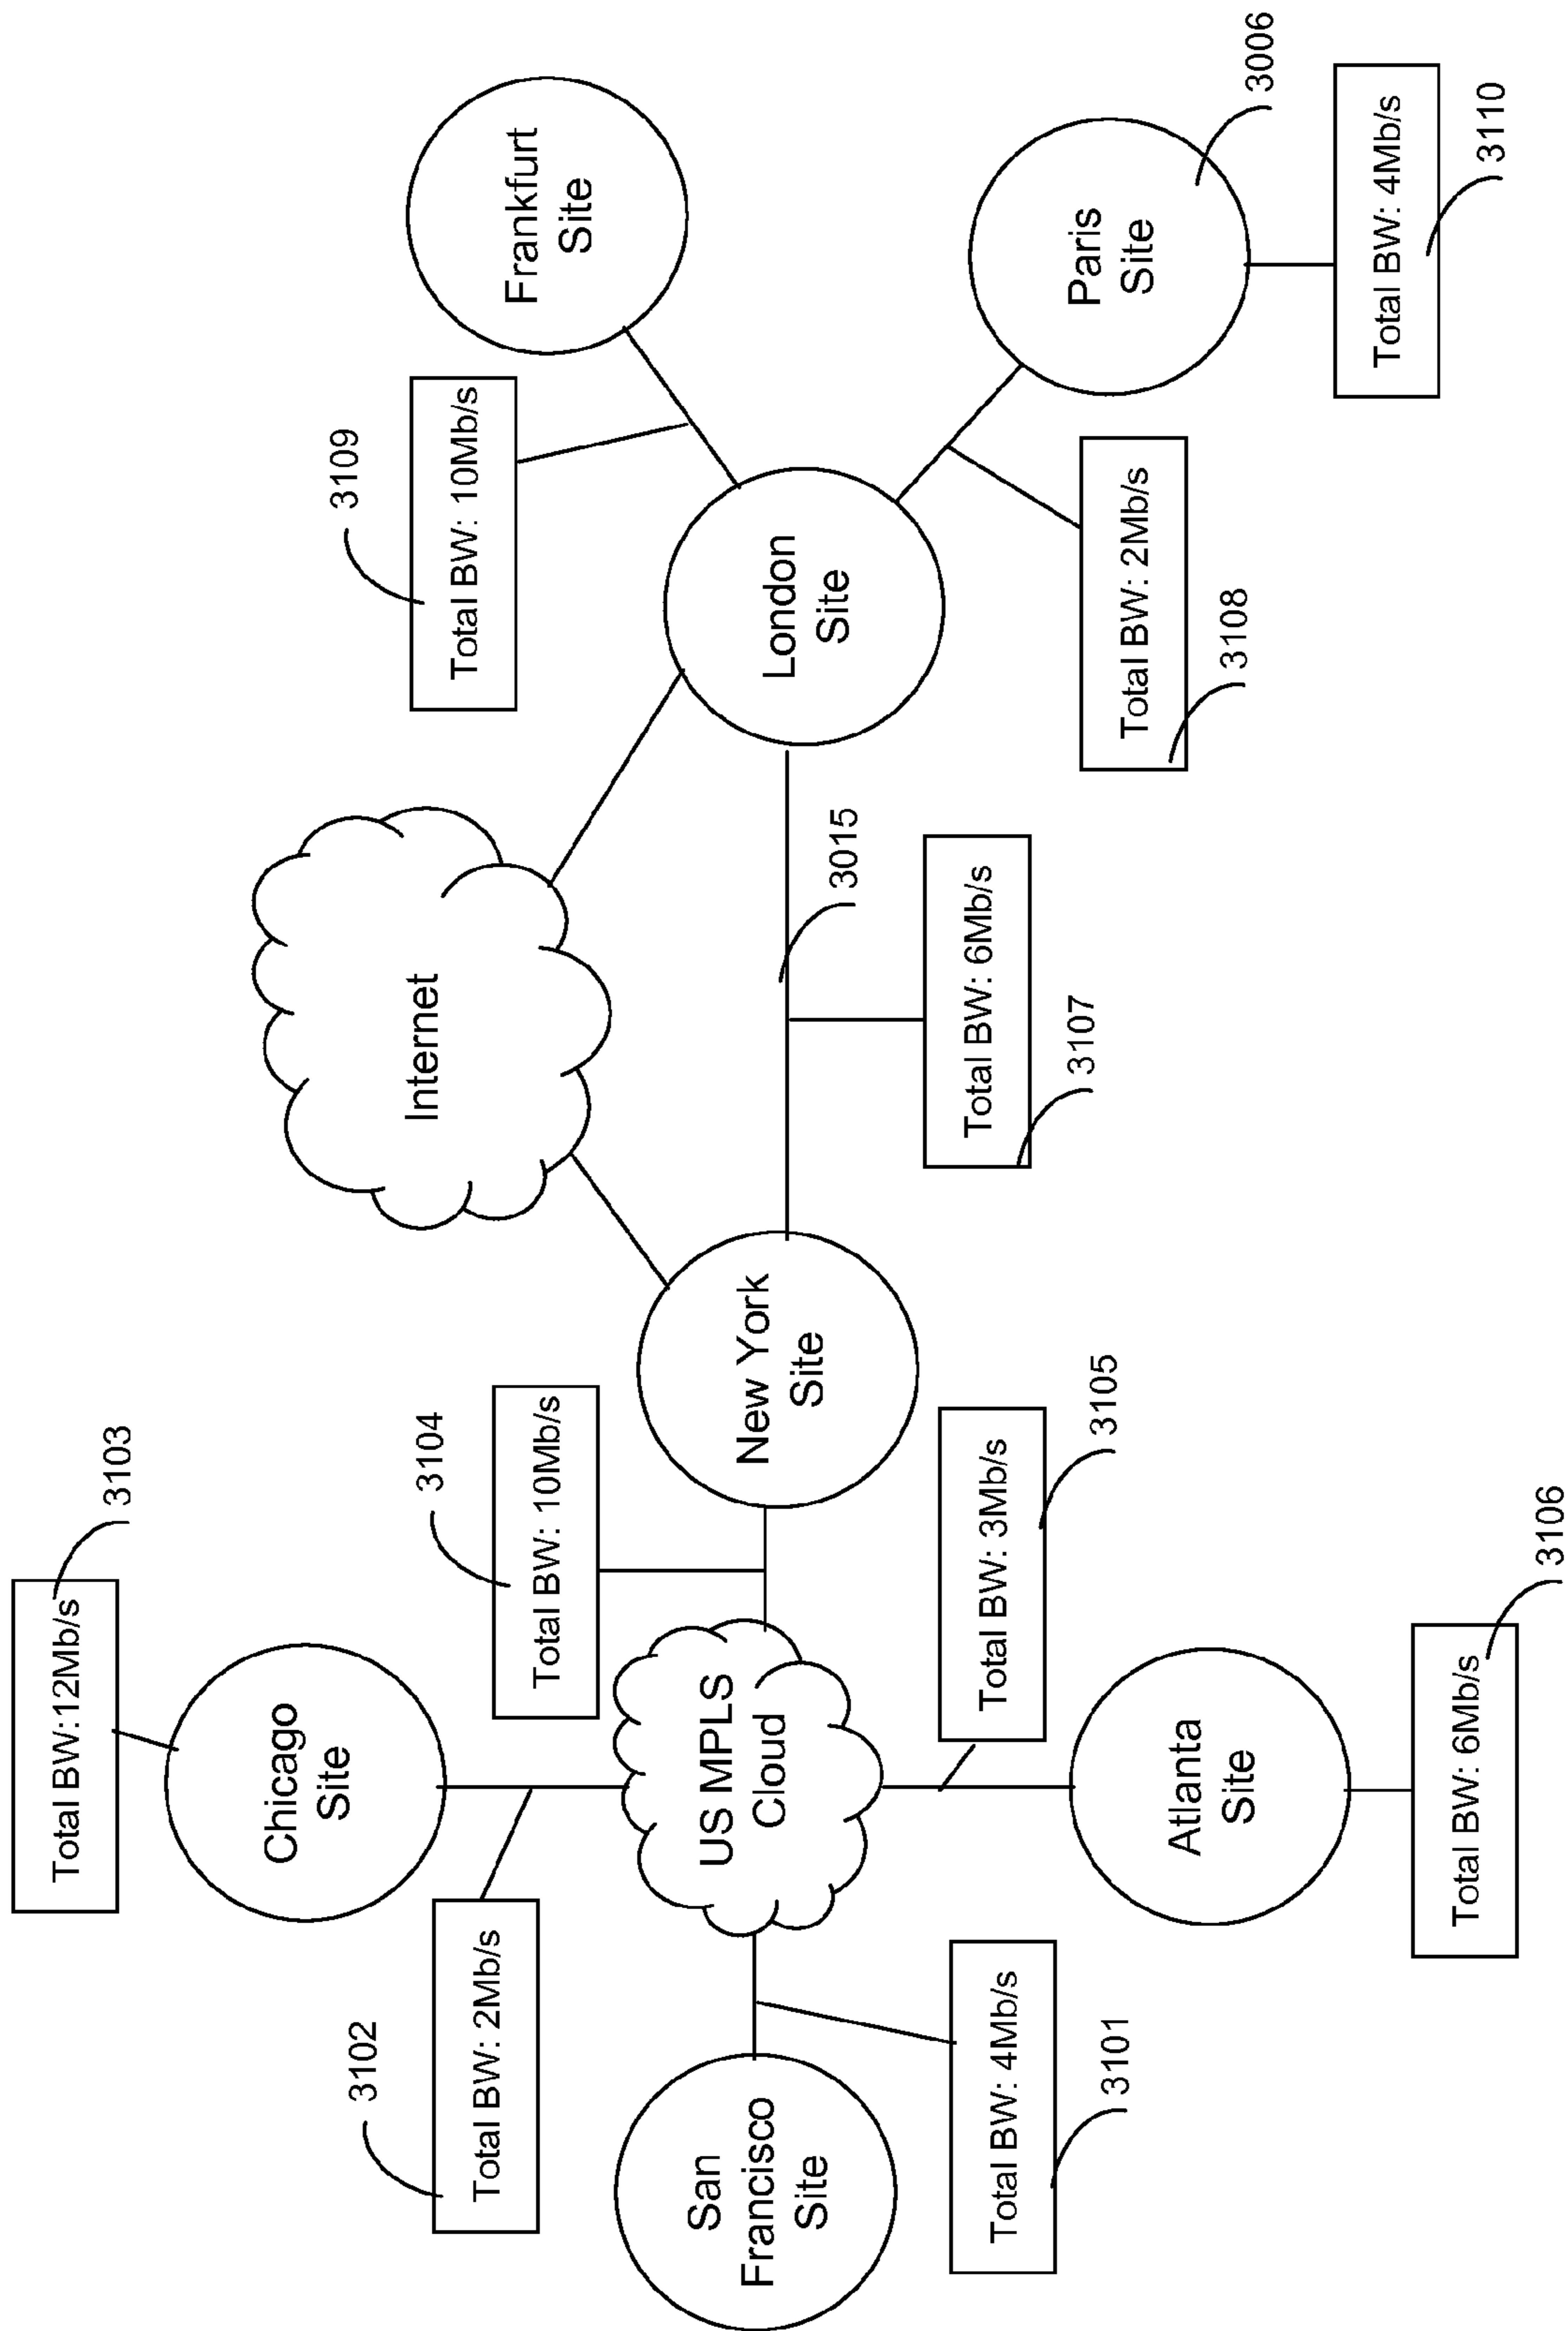 3103
Total BW:12Mb/s
Chicago
Site
3102
Total BW: 2Mb/s
3104
Total BW: 10Mb/s
Internet
3109
Total BW: 10Mb/s
Frankfurt
Site
San
Francisco
Site
US MPLS
Cloud
New York
Site
3015
London
Site
Total BW: 4Mb/s
3101
Total BW: 3Mb/s
3105
Total BW: 6Mb/s
3107
Total BW: 2Mb/s
3108
Paris
Site
3006
Atlanta
Site
Total BW: 6Mb/s
3106
Total BW: 4Mb/s
3110